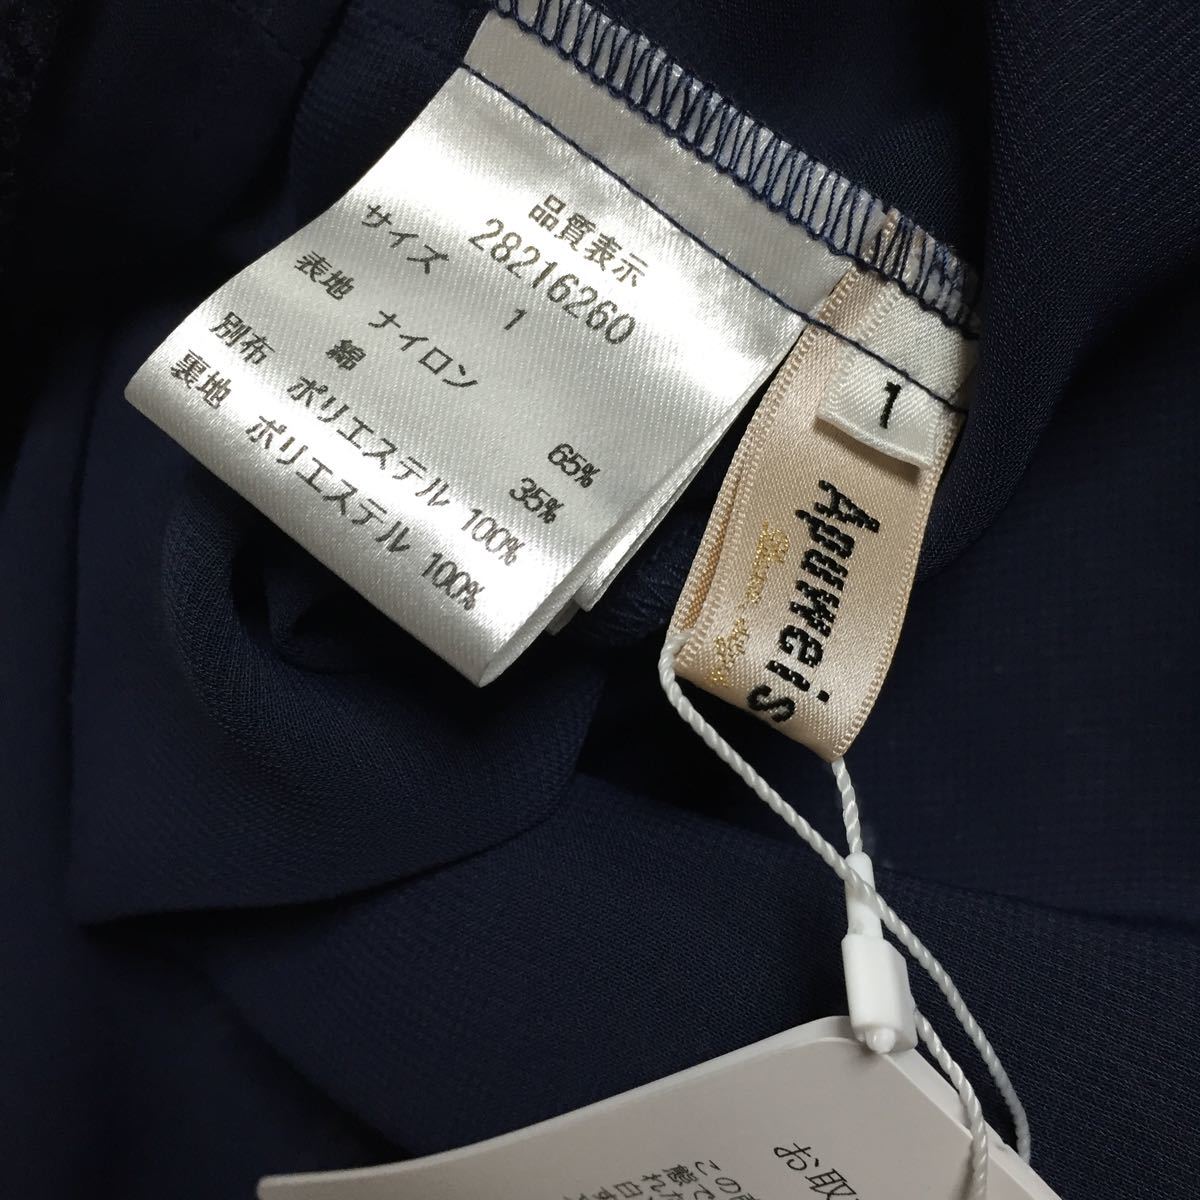 品質表示
28216260
サイズ 1
表地 ナイロン 65%
綿 35%
別布 ポリエステル 100%
裏地 ポリエステル 100%
1
Apuweis
お取